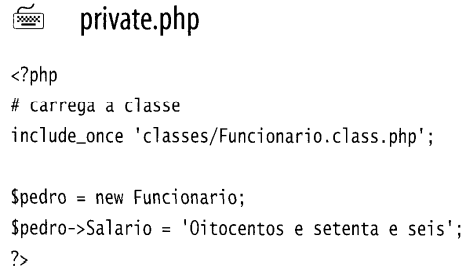 private.php
<?php
# carrega a classe
include_once 'classes/Funcionario.class.php';
$pedro = new Funcionario;
$pedro->Salario = 'Oitocentos e setenta e seis';
?>